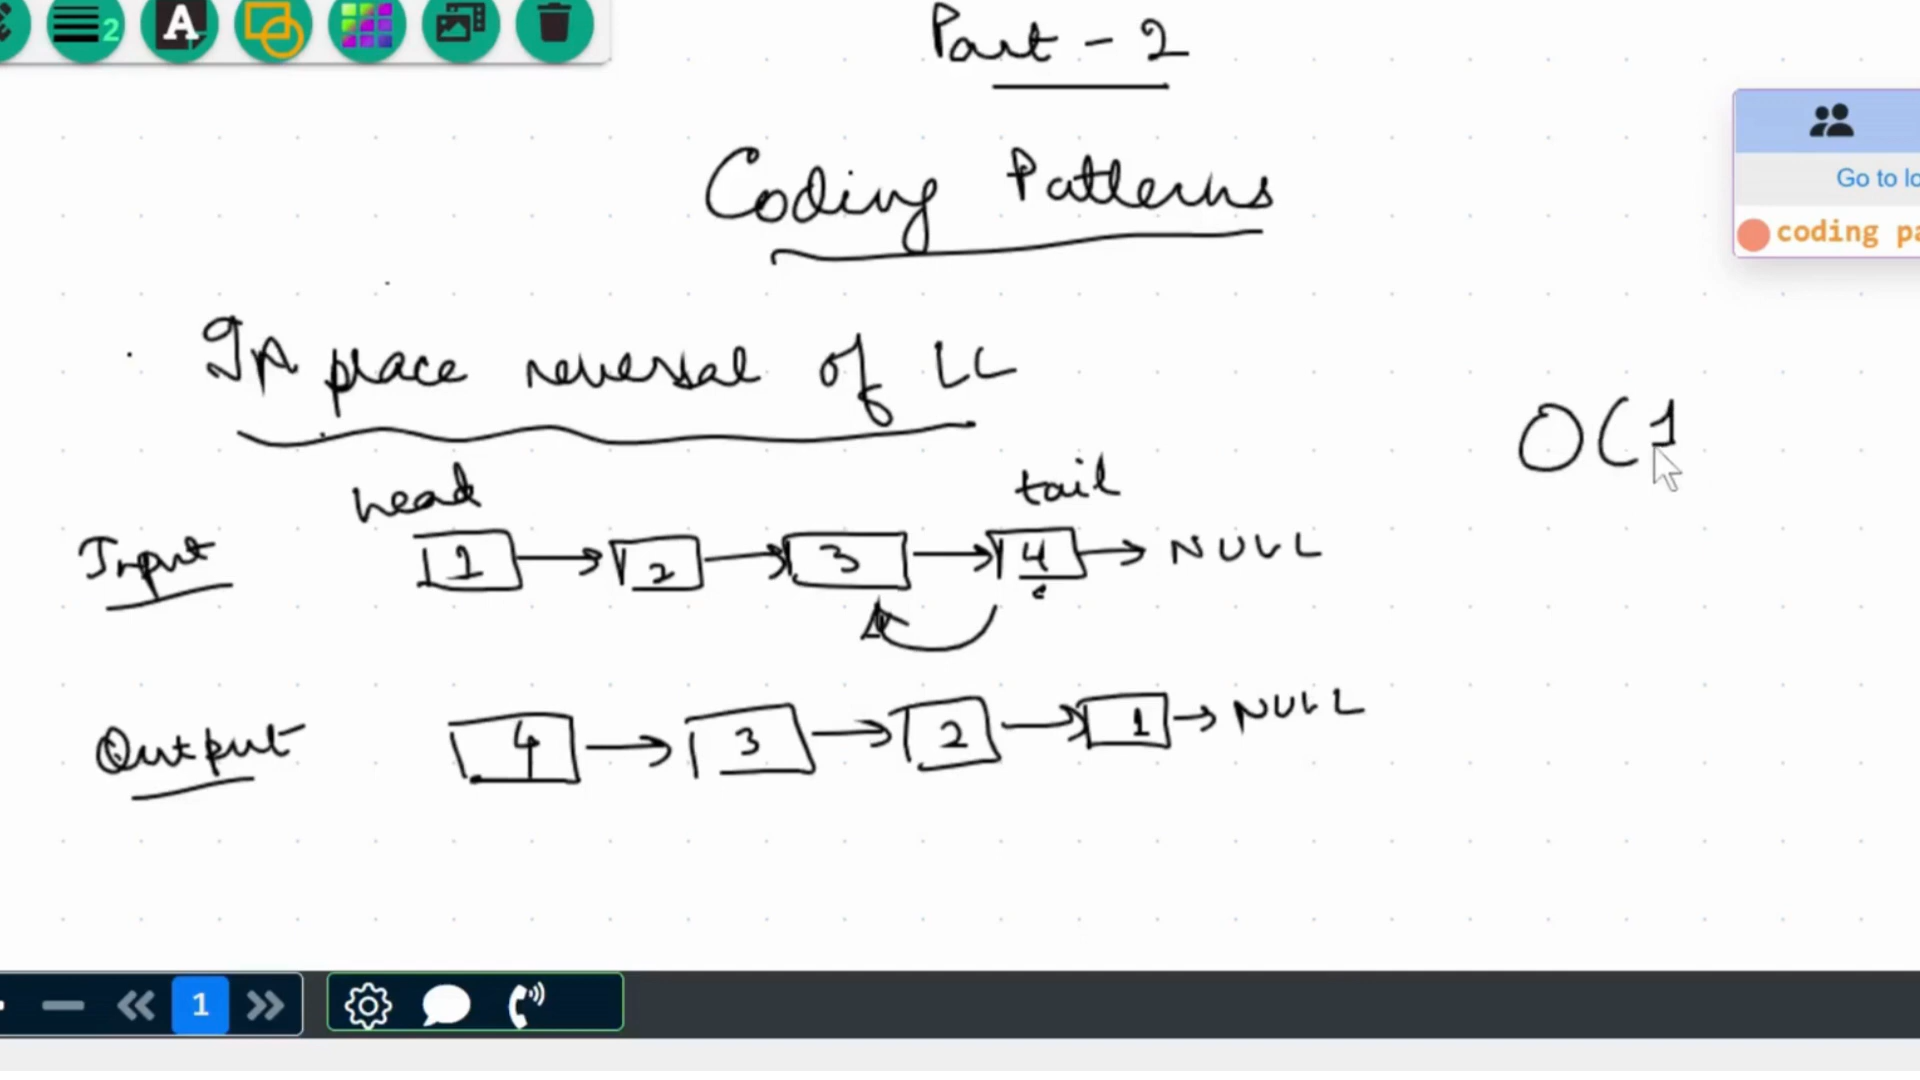 2
A
Part - 2
Coding Patterns
Go to lo
coding pa
In place reversal of LL
O(1
head
tail
Input 1 → 2 → 3 → 4 → NULL
Output 4 → 3 → 2 → 1 → NULL
1